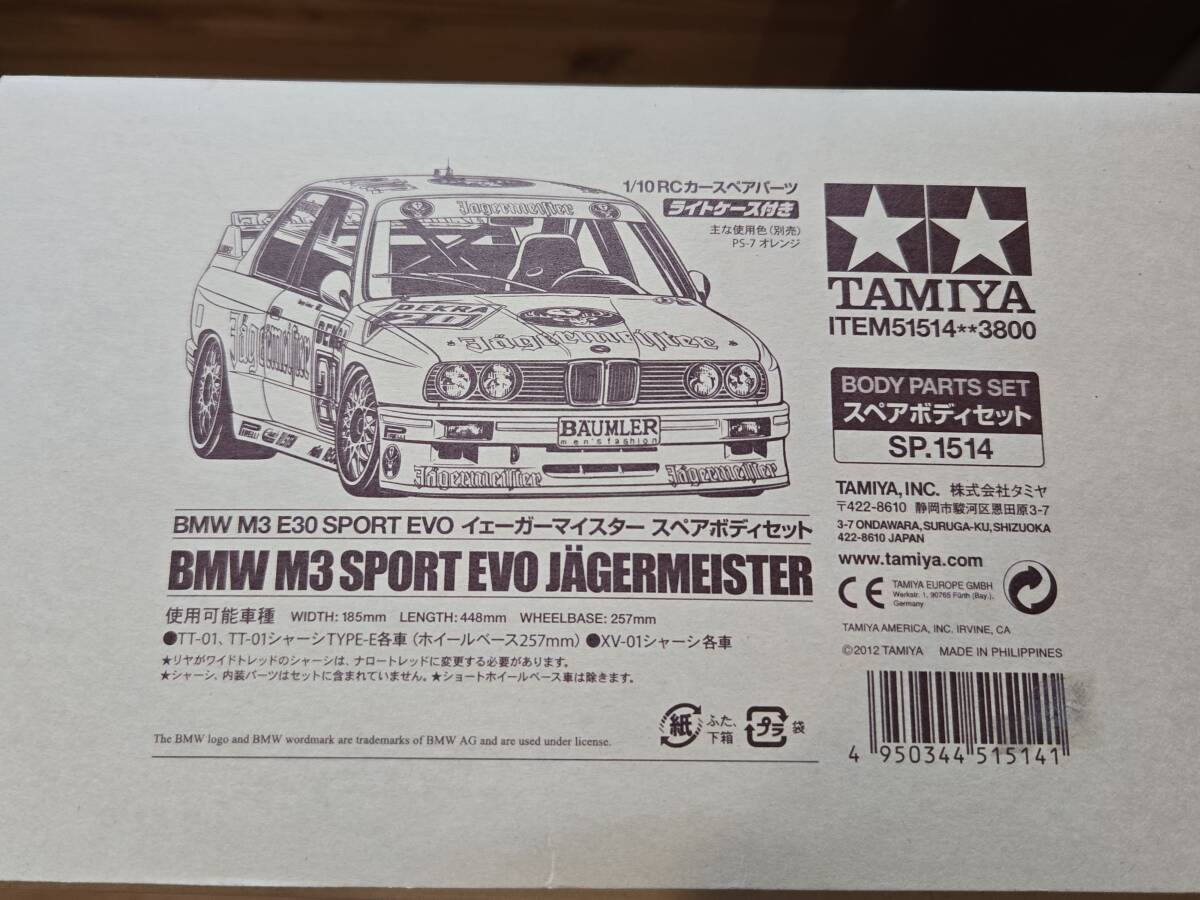 1/10 RCカースペアパーツ
ライトケース付き
主な使用色(別売)
PS-7 オレンジ
TAMIYA
ITEM51514**3800
BODY PARTS SET
スペアボディセット
SP.1514
TAMIYA, INC. 株式会社タミヤ
〒422-8610 静岡市駿河区恩田原3-7
3-7 ONDAWARA, SURUGA-KU, SHIZUOKA
422-8610 JAPAN
www.tamiya.com
CE
TAMIYA EUROPE GMBH
Werkstr. 1, 90765 Fürth (Bay.),
Germany
TAMIYA AMERICA, INC. IRVINE, CA
©2012 TAMIYA MADE IN PHILIPPINES
4 950344 515141
Jägermeister
DEKRA
Jägermeister
Jägermeister
BÄUMLER
men's fashion
PIRELLI
Jägermeister
Jägermeister
BMW M3 E30 SPORT EVO イェーガーマイスター スペアボディセット
BMW M3 SPORT EVO JÄGERMEISTER
使用可能車種 WIDTH: 185mm LENGTH: 448mm WHEELBASE: 257mm
●TT-01、TT-01シャーシTYPE-E各車(ホイールベース257mm) ●XV-01シャーシ各車
★リヤがワイドトレッドのシャーシは、ナロートレッドに変更する必要があります。
★シャーシ、内装パーツはセットに含まれていません。★ショートホイールベース車は除きます。
紙 ふた、下箱 プラ 袋
The BMW logo and BMW wordmark are trademarks of BMW AG and are used under license.